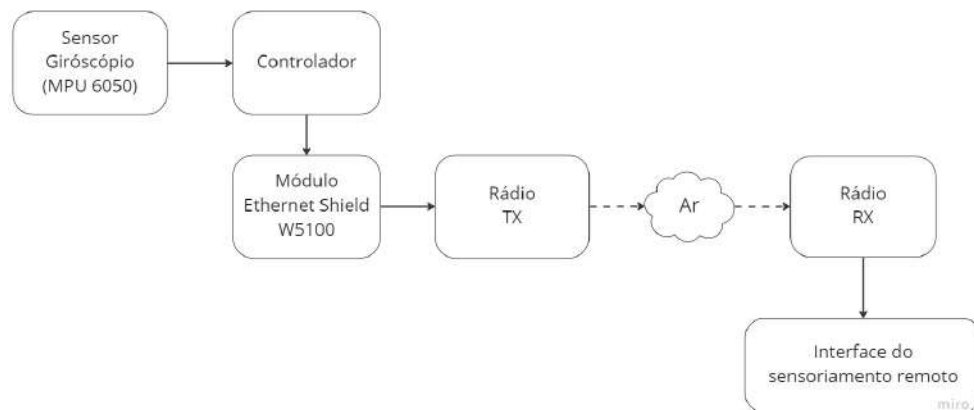 Sensor
Giróscópio
(MPU 6050)
Controlador
Módulo
Ethernet Shield
W5100
Rádio
TX
Ar
Rádio
RX
Interface do
sensoriamento remoto
miro